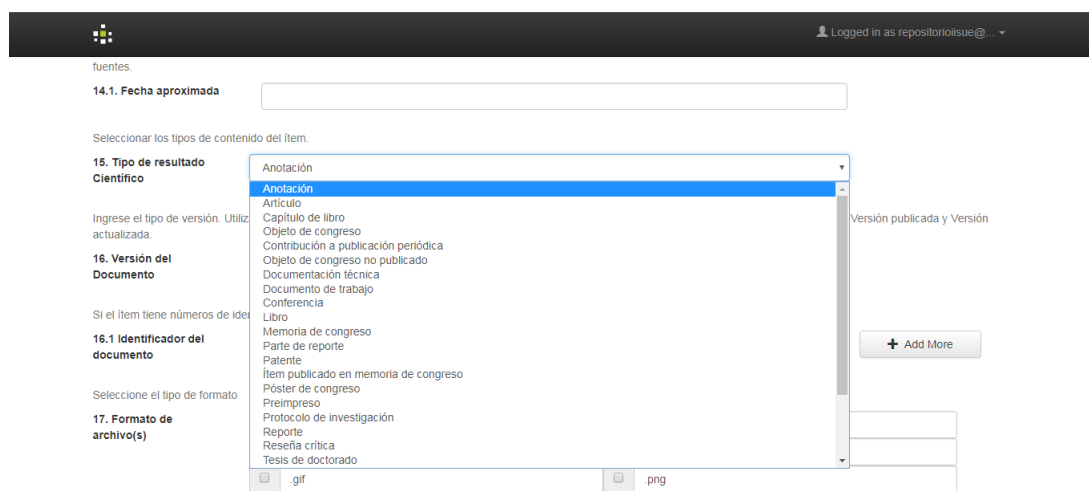 Logged in as repositorioiisue@...
fuentes.
14.1. Fecha aproximada
Seleccionar los tipos de contenido del ítem.
15. Tipo de resultado
Científico
Anotación
Anotación
Artículo
Capítulo de libro
Ingrese el tipo de versión. Utiliz
Versión publicada y Versión
actualizada.
Objeto de congreso
Contribución a publicación periódica
Objeto de congreso no publicado
16. Versión del
Documento
Documentación técnica
Documento de trabajo
Conferencia
Libro
Si el ítem tiene números de ide
Memoria de congreso
16.1 Identificador del
documento
Parte de reporte
Patente
Add More
Ítem publicado en memoria de congreso
Póster de congreso
Seleccione el tipo de formato
Preimpreso
Protocolo de investigación
17. Formato de
archivo(s)
Reporte
Reseña crítica
Tesis de doctorado
.gif
.png